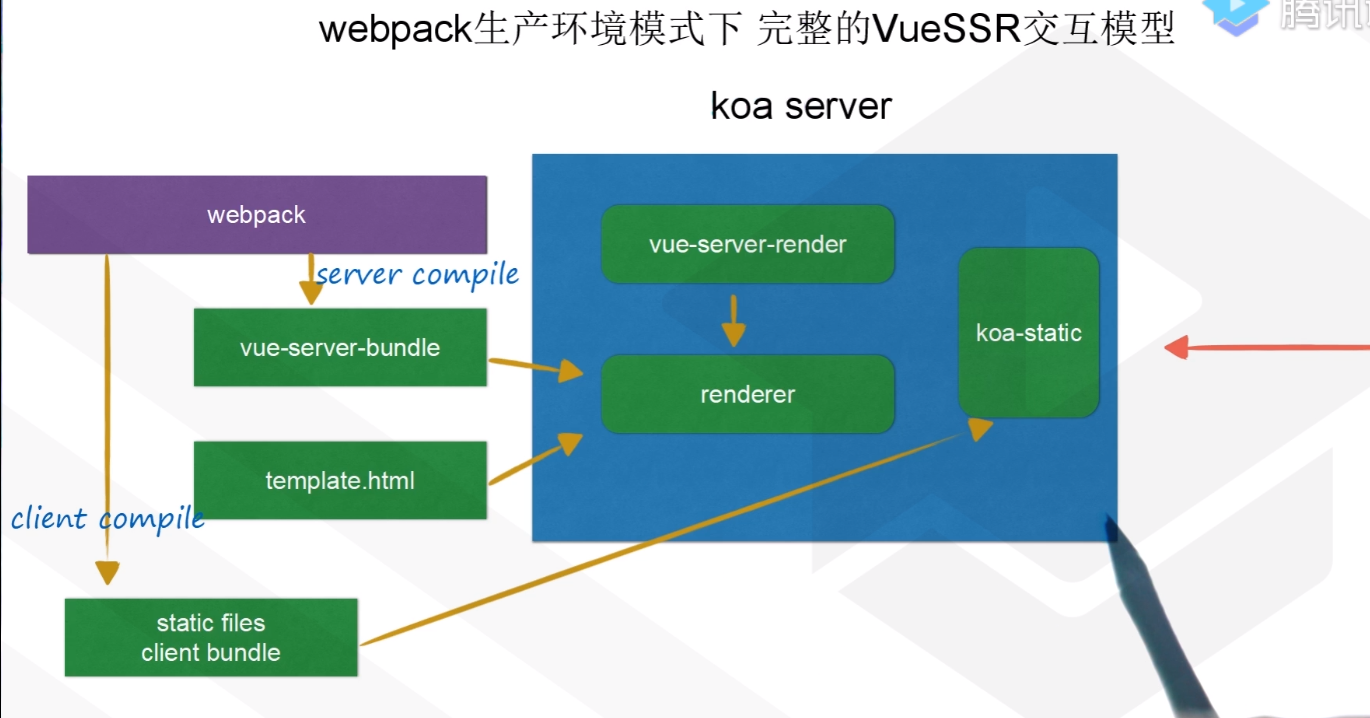 webpack生产环境模式下 完整的VueSSR交互模型
腾讯
koa server
webpack
server compile
vue-server-render
vue-server-bundle
koa-static
renderer
template.html
client compile
static files
client bundle